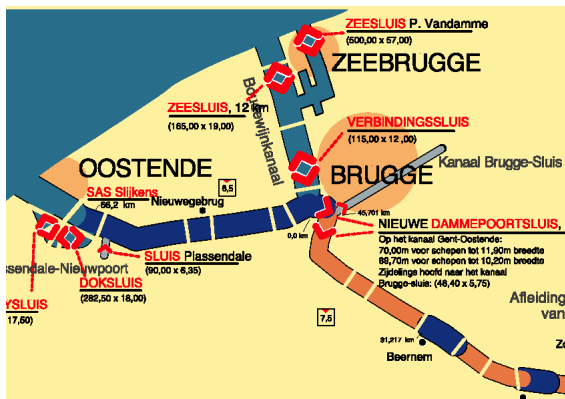 ZEESLUIS P. Vandamme
(500,00 x 57,00)
ZEEBRUGGE
ZEESLUIS, 12 km
(165,00 x 19,00)
Boudewijnkanaal
VERBINDINGSSLUIS
(115,00 x 12,00)
OOSTENDE
BRUGGE
Kanaal Brugge-Sluis
SAS Slijkens
56,2 km
Nieuwegebrug
6,5
45,701 km
0,0 km
NIEUWE DAMMEPOORTSLUIS,
Op het kanaal Gent-Oostende:
70,00m voor schepen tot 11,90m breedte
89,70m voor schepen tot 10,20m breedte
Zijdelings hoofd naar het kanaal
Brugge-sluis: (46,40 x 5,75)
SLUIS Plassendale
(90,00 x 6,35)
ssendale-Nieuwpoort
DOKSLUIS
(282,50 x 18,00)
YSLUIS
17,50)
7,5
Afleiding
van
31,217 km
Beernem
Z